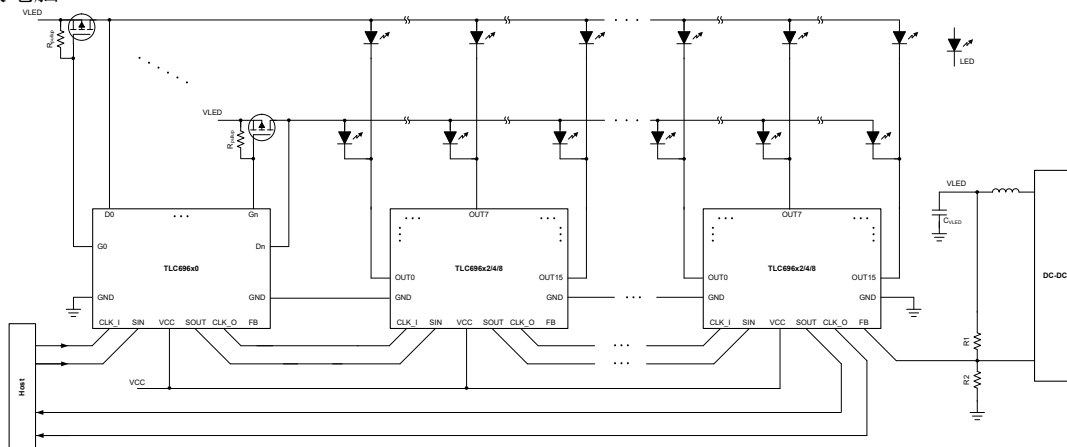 VLED
Rpullup
LED
VLED
Rpullup
VLED
CVLED
D0 ... Gn
G0 Dn
TLC696x0
GND GND
CLK_I SIN VCC SOUT CLK_O FB
OUT7
TLC696x2/4/8
OUT0 OUT15
GND GND
CLK_I SIN VCC SOUT CLK_O FB
OUT7
TLC696x2/4/8
OUT0 OUT15
GND GND
CLK_I SIN VCC SOUT CLK_O FB
DC-DC
R1
R2
VCC
Host